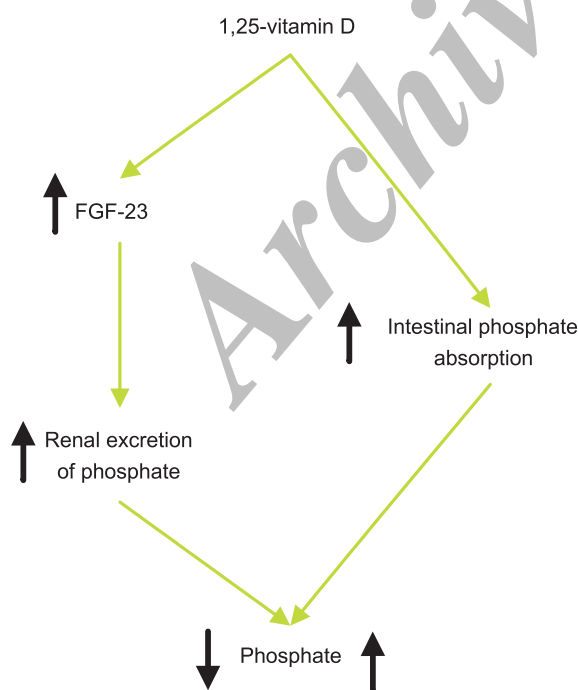 1,25-vitamin D
FGF-23
Intestinal phosphate
absorption
Renal excretion
of phosphate
Phosphate
Archiv